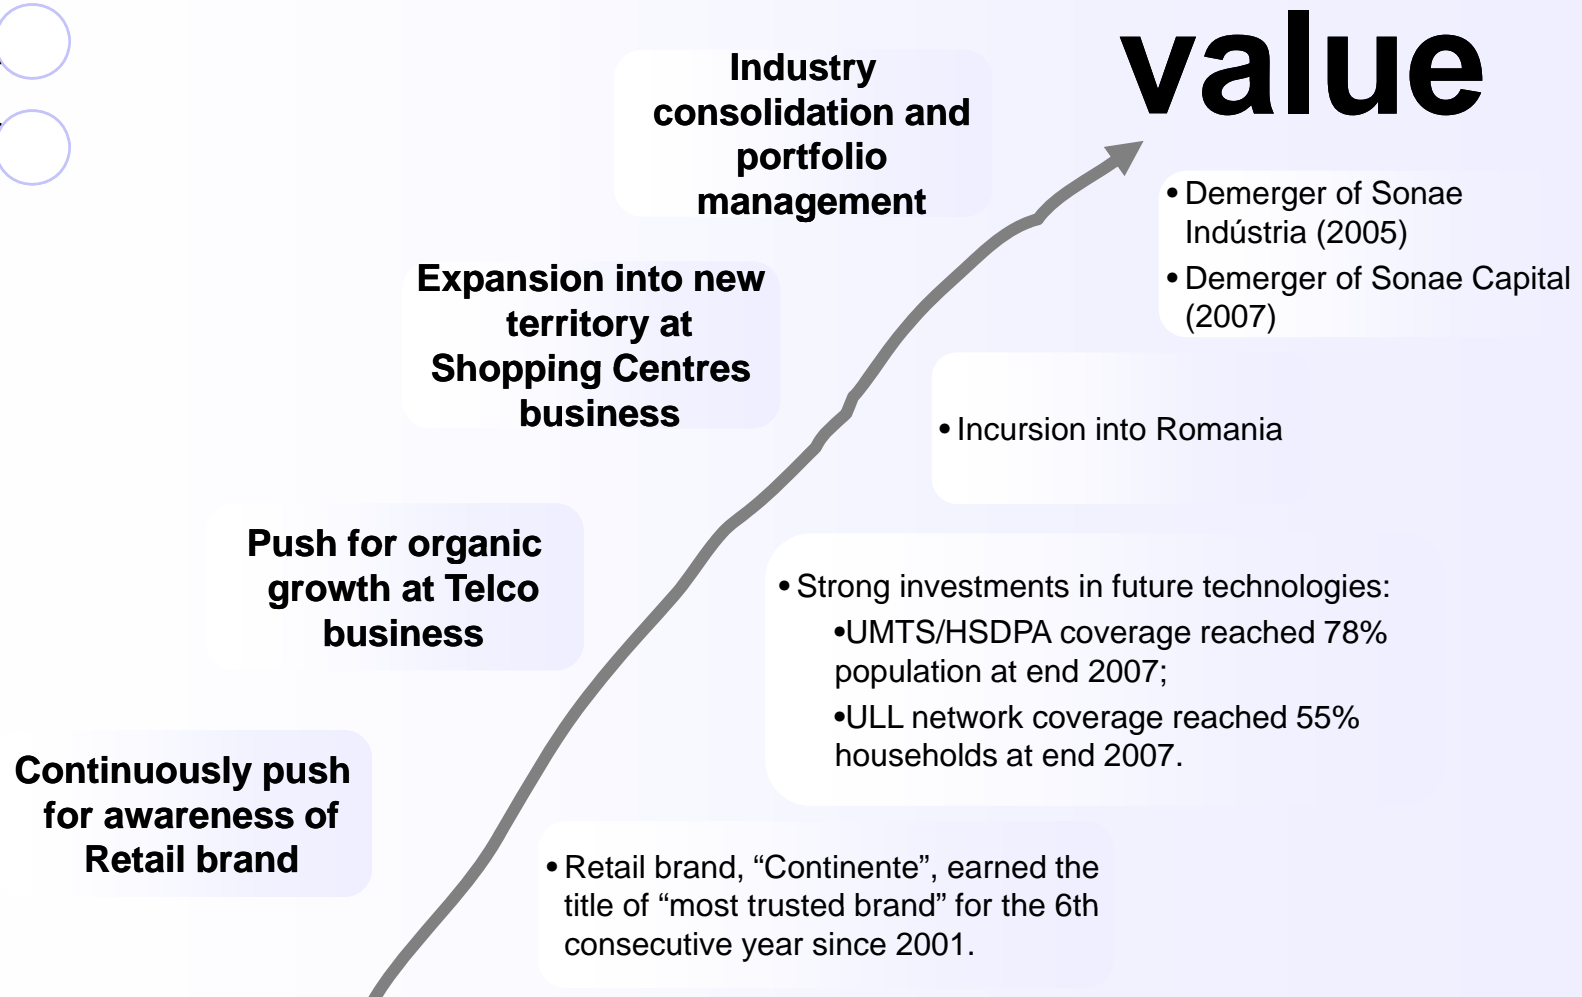 value
Industry
consolidation and
portfolio
management
• Demerger of Sonae
Indústria (2005)
• Demerger of Sonae Capital
(2007)
Expansion into new
territory at
Shopping Centres
business
• Incursion into Romania
Push for organic
growth at Telco
business
• Strong investments in future technologies:
•UMTS/HSDPA coverage reached 78%
population at end 2007;
•ULL network coverage reached 55%
households at end 2007.
Continuously push
for awareness of
Retail brand
• Retail brand, “Continente”, earned the
title of “most trusted brand” for the 6th
consecutive year since 2001.